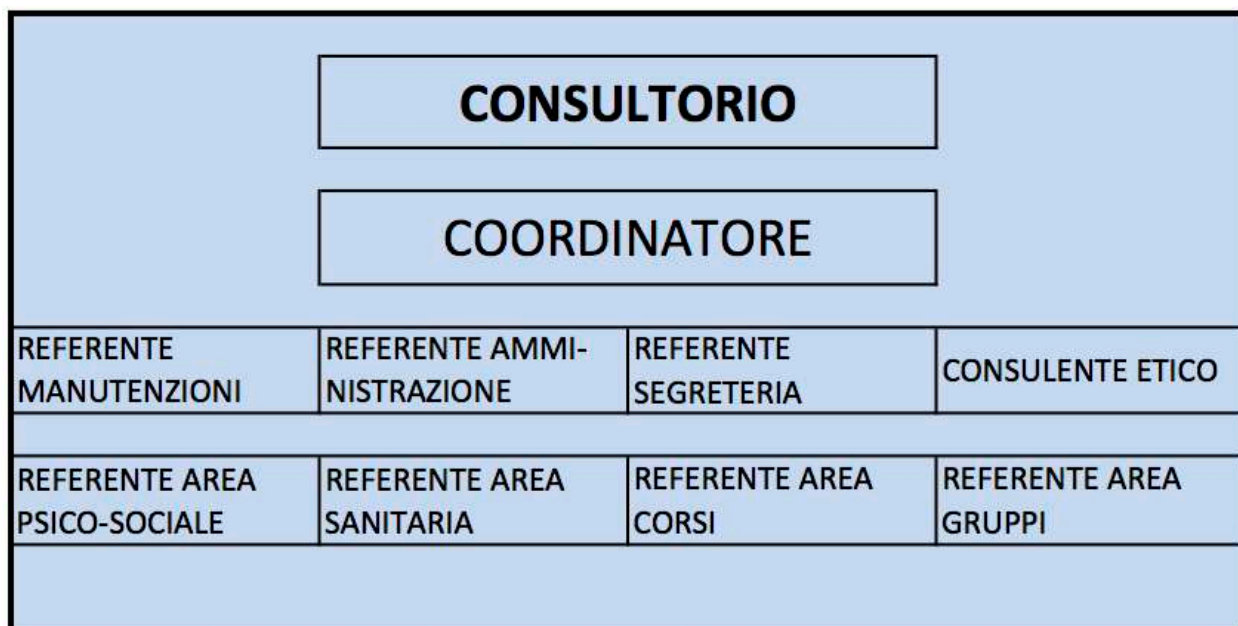 CONSULTORIO
COORDINATORE
REFERENTE
MANUTENZIONI
REFERENTE AMMI-
NISTRAZIONE
REFERENTE
SEGRETERIA
CONSULENTE ETICO
REFERENTE AREA
PSICO-SOCIALE
REFERENTE AREA
SANITARIA
REFERENTE AREA
CORSI
REFERENTE AREA
GRUPPI